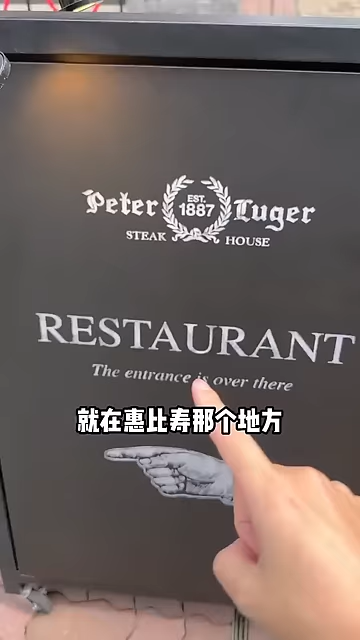 Peter Luger
EST.
1887
STEAK HOUSE
RESTAURANT
The entrance is over there
就在惠比寿那个地方